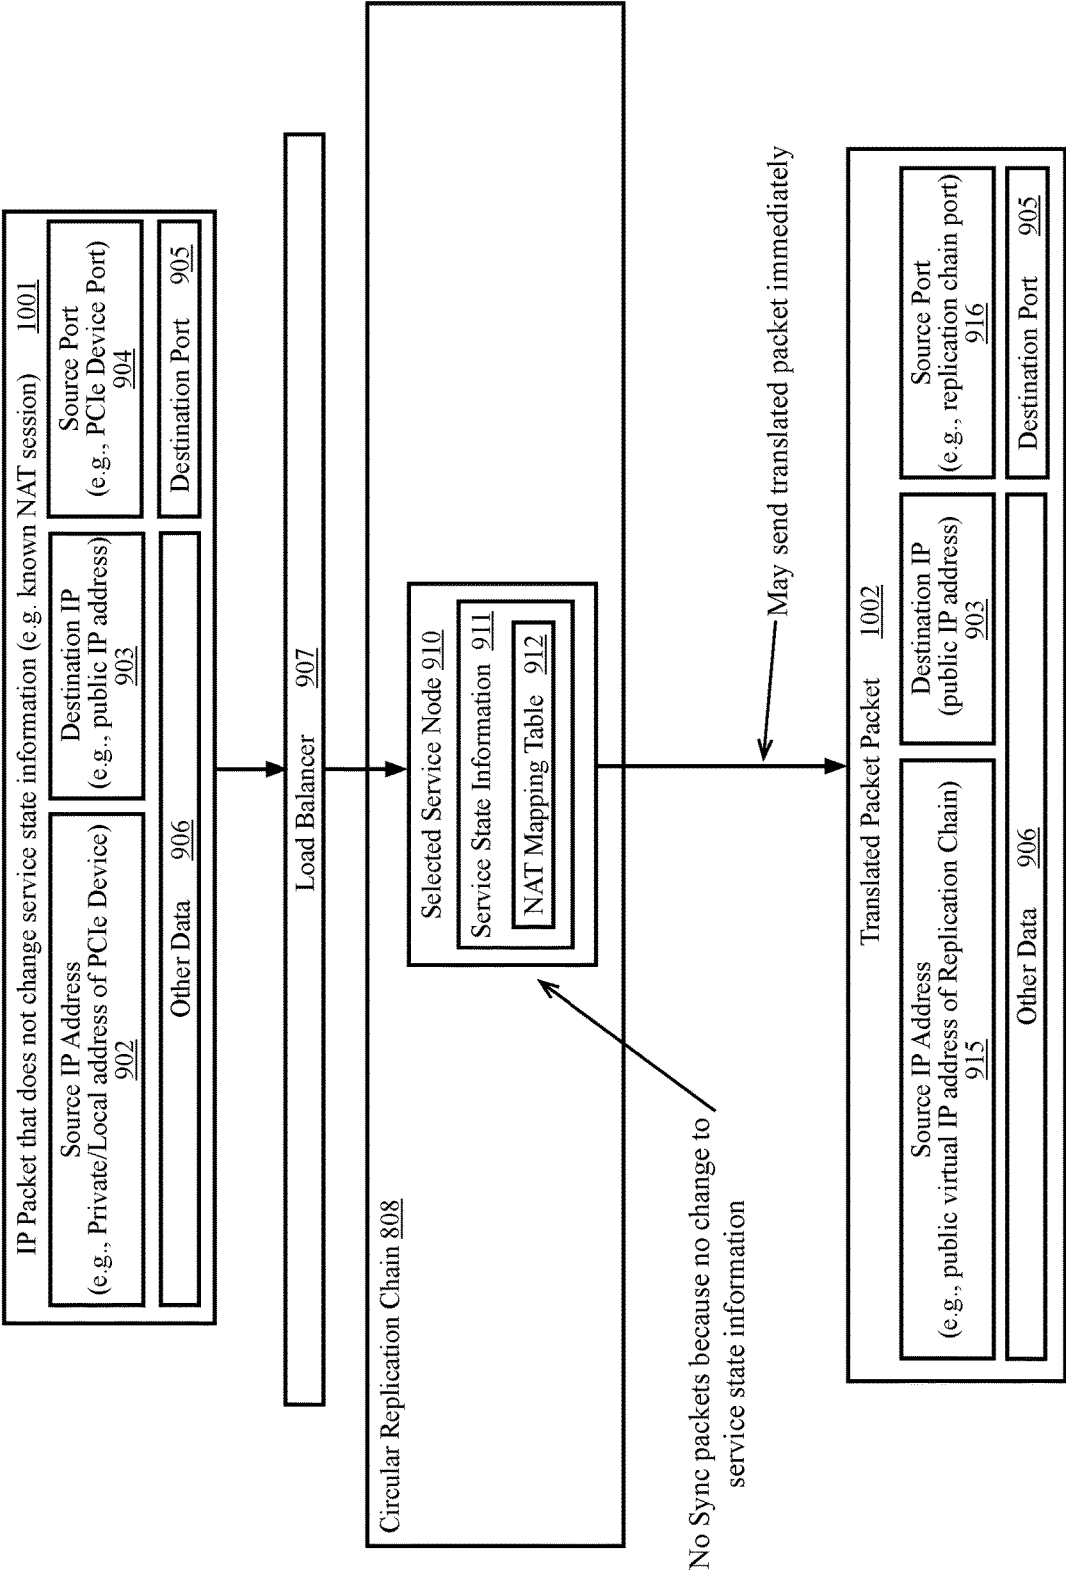 IP Packet that does not change service state information (e.g. known NAT session) 1001
Source IP Address
(e.g., Private/Local address of PCIe Device)
902
Destination IP
(e.g., public IP address)
903
Source Port
(e.g., PCIe Device Port)
904
Other Data 906
Destination Port 905
Load Balancer 907
Circular Replication Chain 808
Selected Service Node 910
Service State Information 911
NAT Mapping Table 912
No Sync packets because no change to
service state information
May send translated packet immediately
Translated Packet Packet 1002
Source IP Address
(e.g., public virtual IP address of Replication Chain)
915
Destination IP
(public IP address)
903
Source Port
(e.g., replication chain port)
916
Other Data 906
Destination Port 905